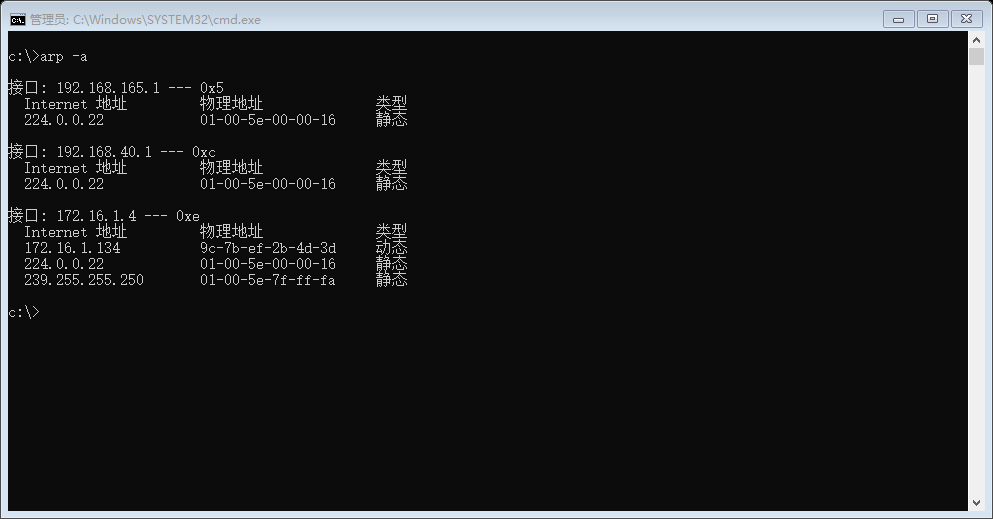 管理员: C:\Windows\SYSTEM32\cmd.exe
c:\>arp -a
接口: 192.168.165.1 --- 0x5
Internet 地址 物理地址 类型
224.0.0.22 01-00-5e-00-00-16 静态
接口: 192.168.40.1 --- 0xc
Internet 地址 物理地址 类型
224.0.0.22 01-00-5e-00-00-16 静态
接口: 172.16.1.4 --- 0xe
Internet 地址 物理地址 类型
172.16.1.134 9c-7b-ef-2b-4d-3d 动态
224.0.0.22 01-00-5e-00-00-16 静态
239.255.255.250 01-00-5e-7f-ff-fa 静态
c:\>